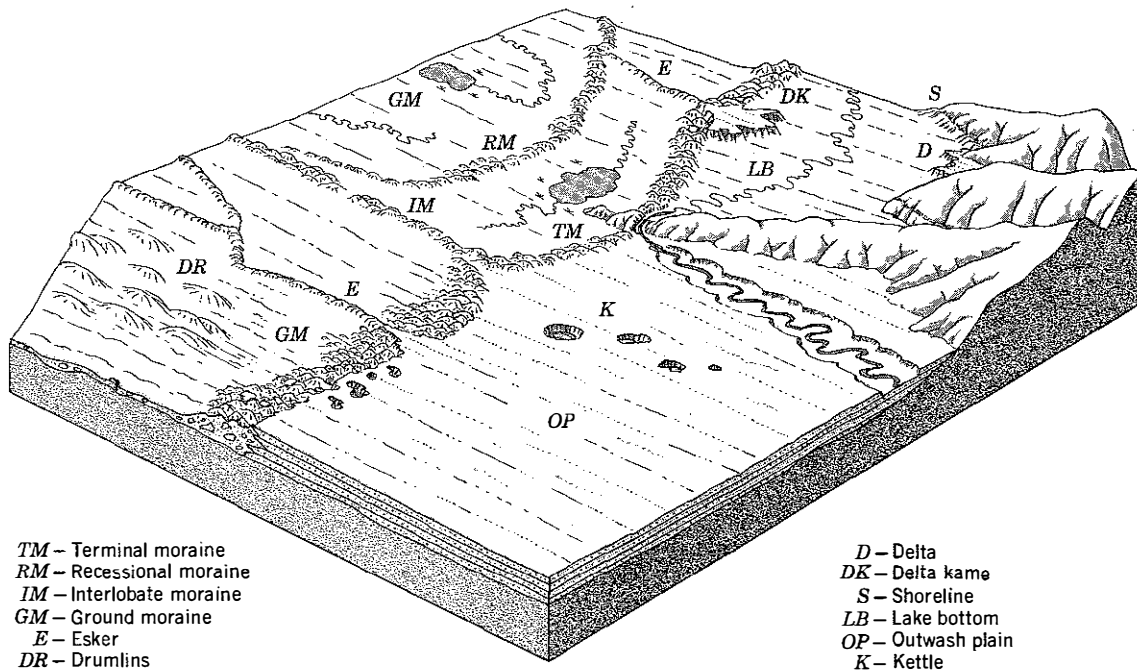 E
S
GM
DK
RM
D
LB
IM
TM
DR
E
K
GM
OP
TM – Terminal moraine
RM – Recessional moraine
IM – Interlobate moraine
GM – Ground moraine
E – Esker
DR – Drumlins
D – Delta
DK – Delta kame
S – Shoreline
LB – Lake bottom
OP – Outwash plain
K – Kettle